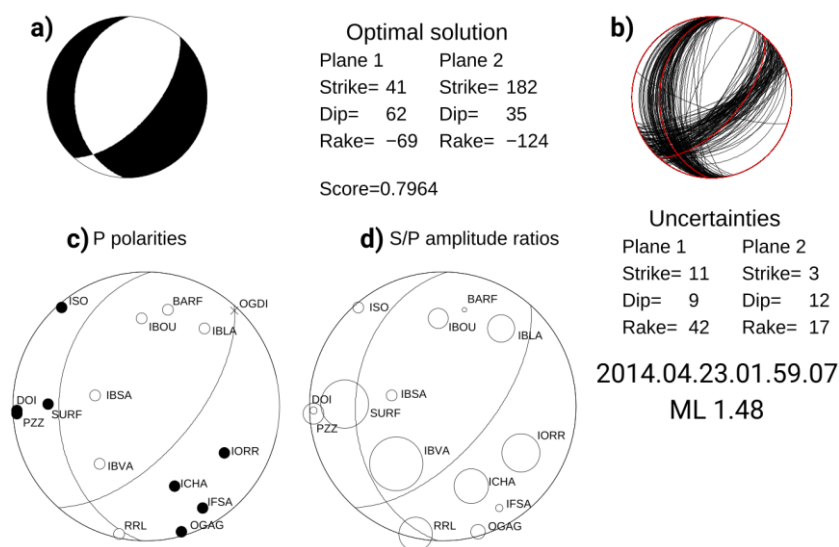 a)
Optimal solution
Plane 1 Plane 2
Strike= 41 Strike= 182
Dip= 62 Dip= 35
Rake= −69 Rake= −124
Score=0.7964
b)
Uncertainties
Plane 1 Plane 2
Strike= 11 Strike= 3
Dip= 9 Dip= 12
Rake= 42 Rake= 17
2014.04.23.01.59.07
ML 1.48
c) P polarities
ISO
BARF
OGDI
IBOU
IBLA
IBSA
DOI
SURF
PZZ
IBVA
IORR
ICHA
IFSA
RRL
OGAG
d) S/P amplitude ratios
ISO
BARF
IBOU
IBLA
IBSA
DOI
SURF
PZZ
IBVA
IORR
ICHA
IFSA
RRL
OGAG